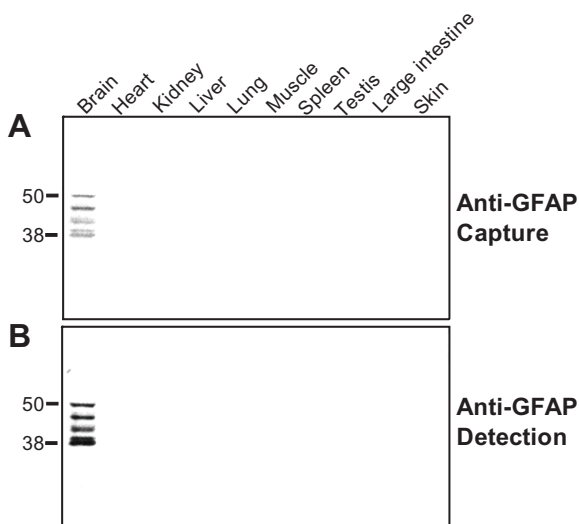 Brain Heart Kidney Liver Lung Muscle Spleen Testis Large intestine Skin
A
50
38
Anti-GFAP
Capture
B
50
38
Anti-GFAP
Detection